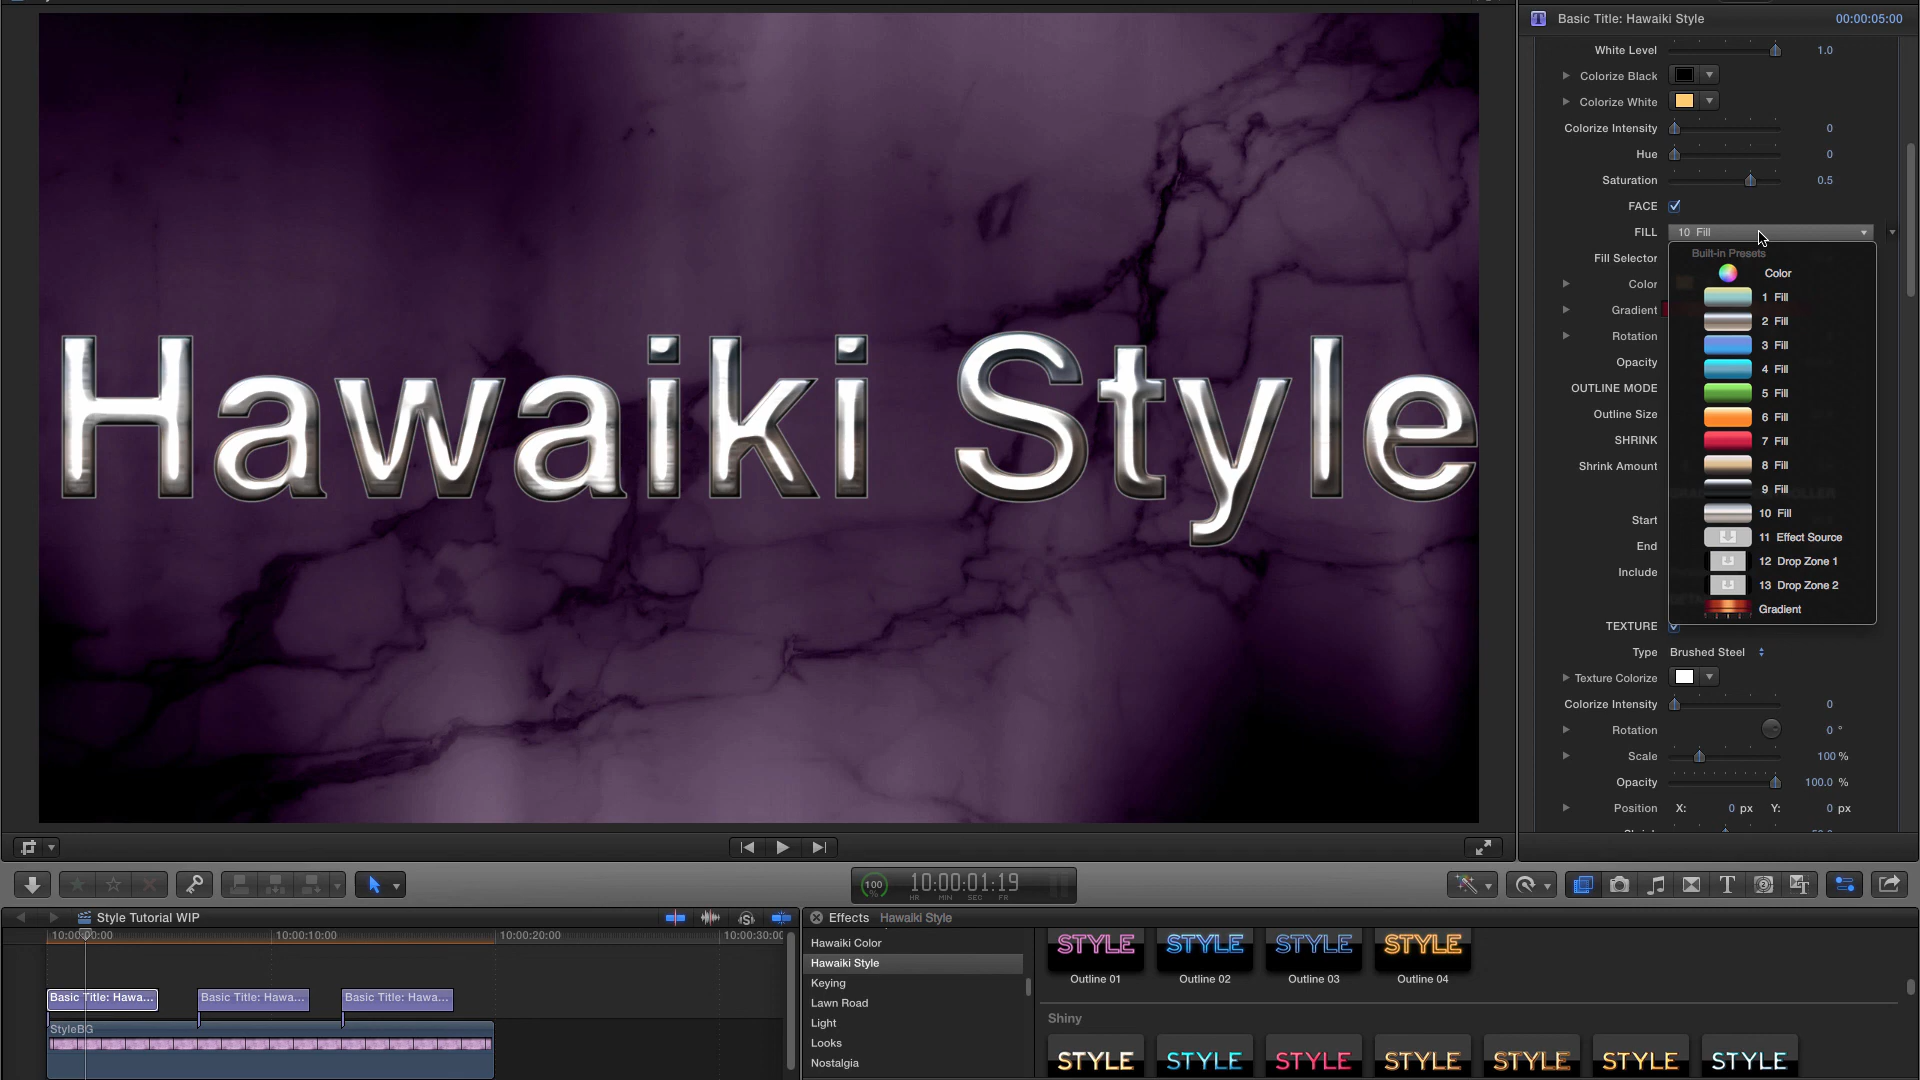 Basic Title: Hawaiki Style
00:00:05:00
White Level 1.0
Colorize Black
Colorize White
Colorize Intensity 0
Hue 0
Saturation 0.5
FACE
FILL 10 Fill
Built-in Presets
Fill Selector
Color
Color
1 Fill
Gradient
2 Fill
Rotation
3 Fill
Opacity
4 Fill
OUTLINE MODE
5 Fill
Outline Size
6 Fill
SHRINK
7 Fill
Shrink Amount
8 Fill
9 Fill
Start
10 Fill
End
11 Effect Source
12 Drop Zone 1
Include
13 Drop Zone 2
Gradient
TEXTURE
Type Brushed Steel
Texture Colorize
Colorize Intensity 0
Rotation 0 °
Scale 100 %
Opacity 100.0 %
Position X: 0 px Y: 0 px
Hawaiki Style
100 %
10:00:01:19
HR MIN SEC FR
Style Tutorial WIP
10:00:00:00
10:00:10:00
10:00:20:00
10:00:30:00
Basic Title: Hawa...
Basic Title: Hawa...
Basic Title: Hawa...
StyleBG
Effects Hawaiki Style
Hawaiki Color
Hawaiki Style
Keying
Lawn Road
Light
Looks
Nostalgia
STYLE STYLE STYLE STYLE
Outline 01 Outline 02 Outline 03 Outline 04
Shiny
STYLE STYLE STYLE STYLE STYLE STYLE STYLE